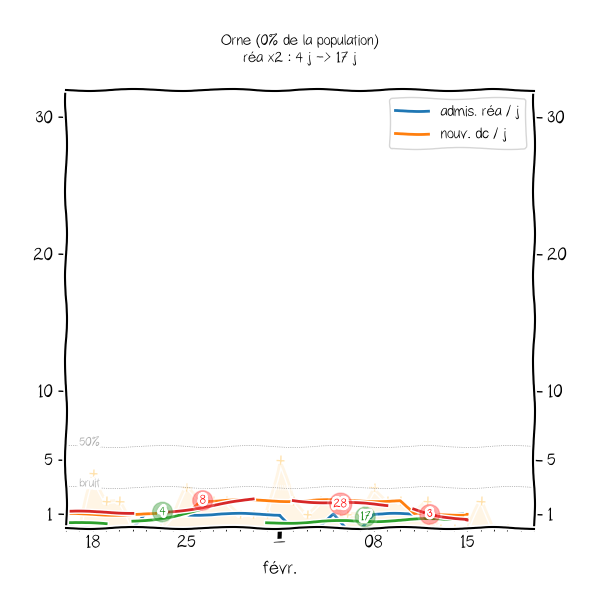 Orne (0% de la population)
réa x2 : 4 j -> 17 j
admis. réa / j
nouv. dc / j
30 30
20 20
10 10
50%
5 5
bruit
4 8 28 17 3
1 1
18 25 1 08 15
févr.